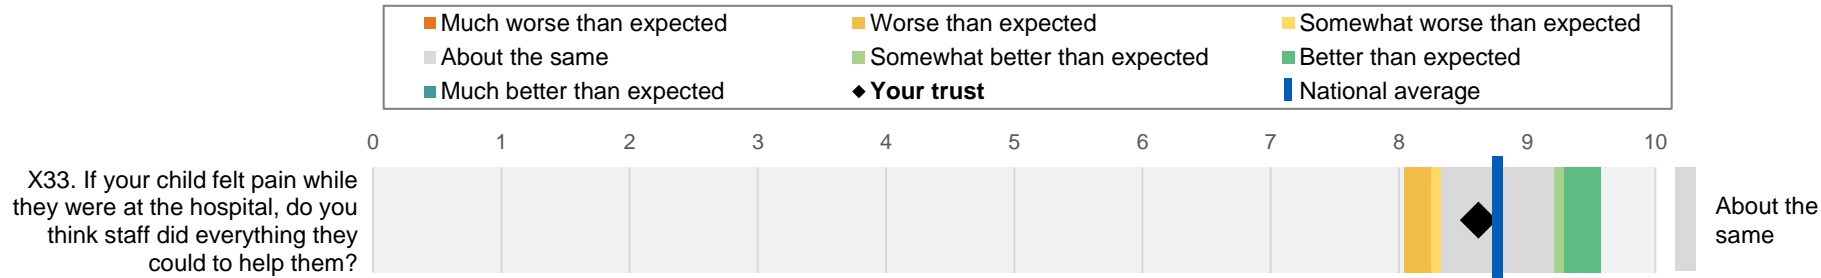 Much worse than expected
Worse than expected
Somewhat worse than expected
About the same
Somewhat better than expected
Better than expected
Much better than expected
Your trust
National average
0 1 2 3 4 5 6 7 8 9 10
X33. If your child felt pain while
they were at the hospital, do you
think staff did everything they
could to help them?
About the
same